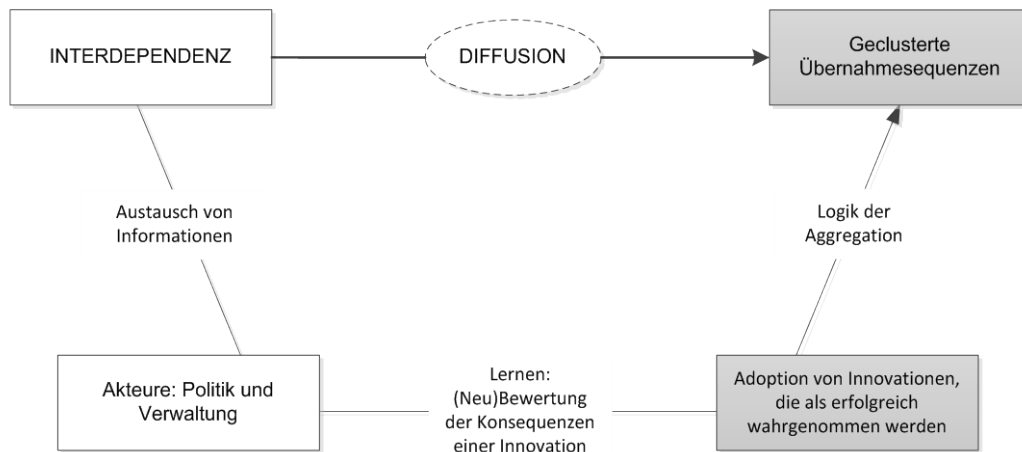 INTERDEPENDENZ
DIFFUSION
Geclusterte
Übernahmesequenzen
Austausch von
Informationen
Logik der
Aggregation
Akteure: Politik und
Verwaltung
Lernen:
(Neu)Bewertung
der Konsequenzen
einer Innovation
Adoption von Innovationen,
die als erfolgreich
wahrgenommen werden